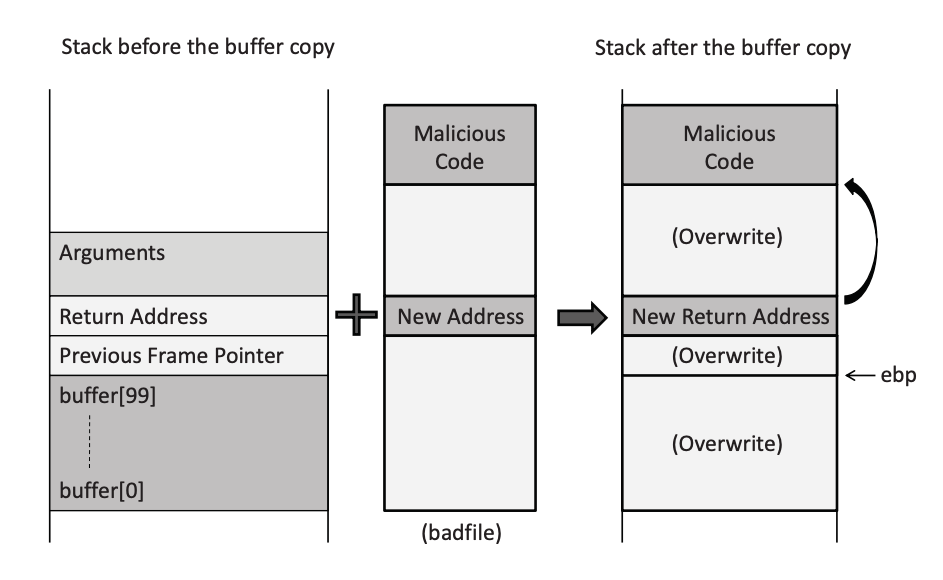 Stack before the buffer copy
Arguments
Return Address
Previous Frame Pointer
buffer[99]
buffer[0]
Malicious
Code
New Address
(badfile)
Stack after the buffer copy
Malicious
Code
(Overwrite)
New Return Address
(Overwrite)
ebp
(Overwrite)